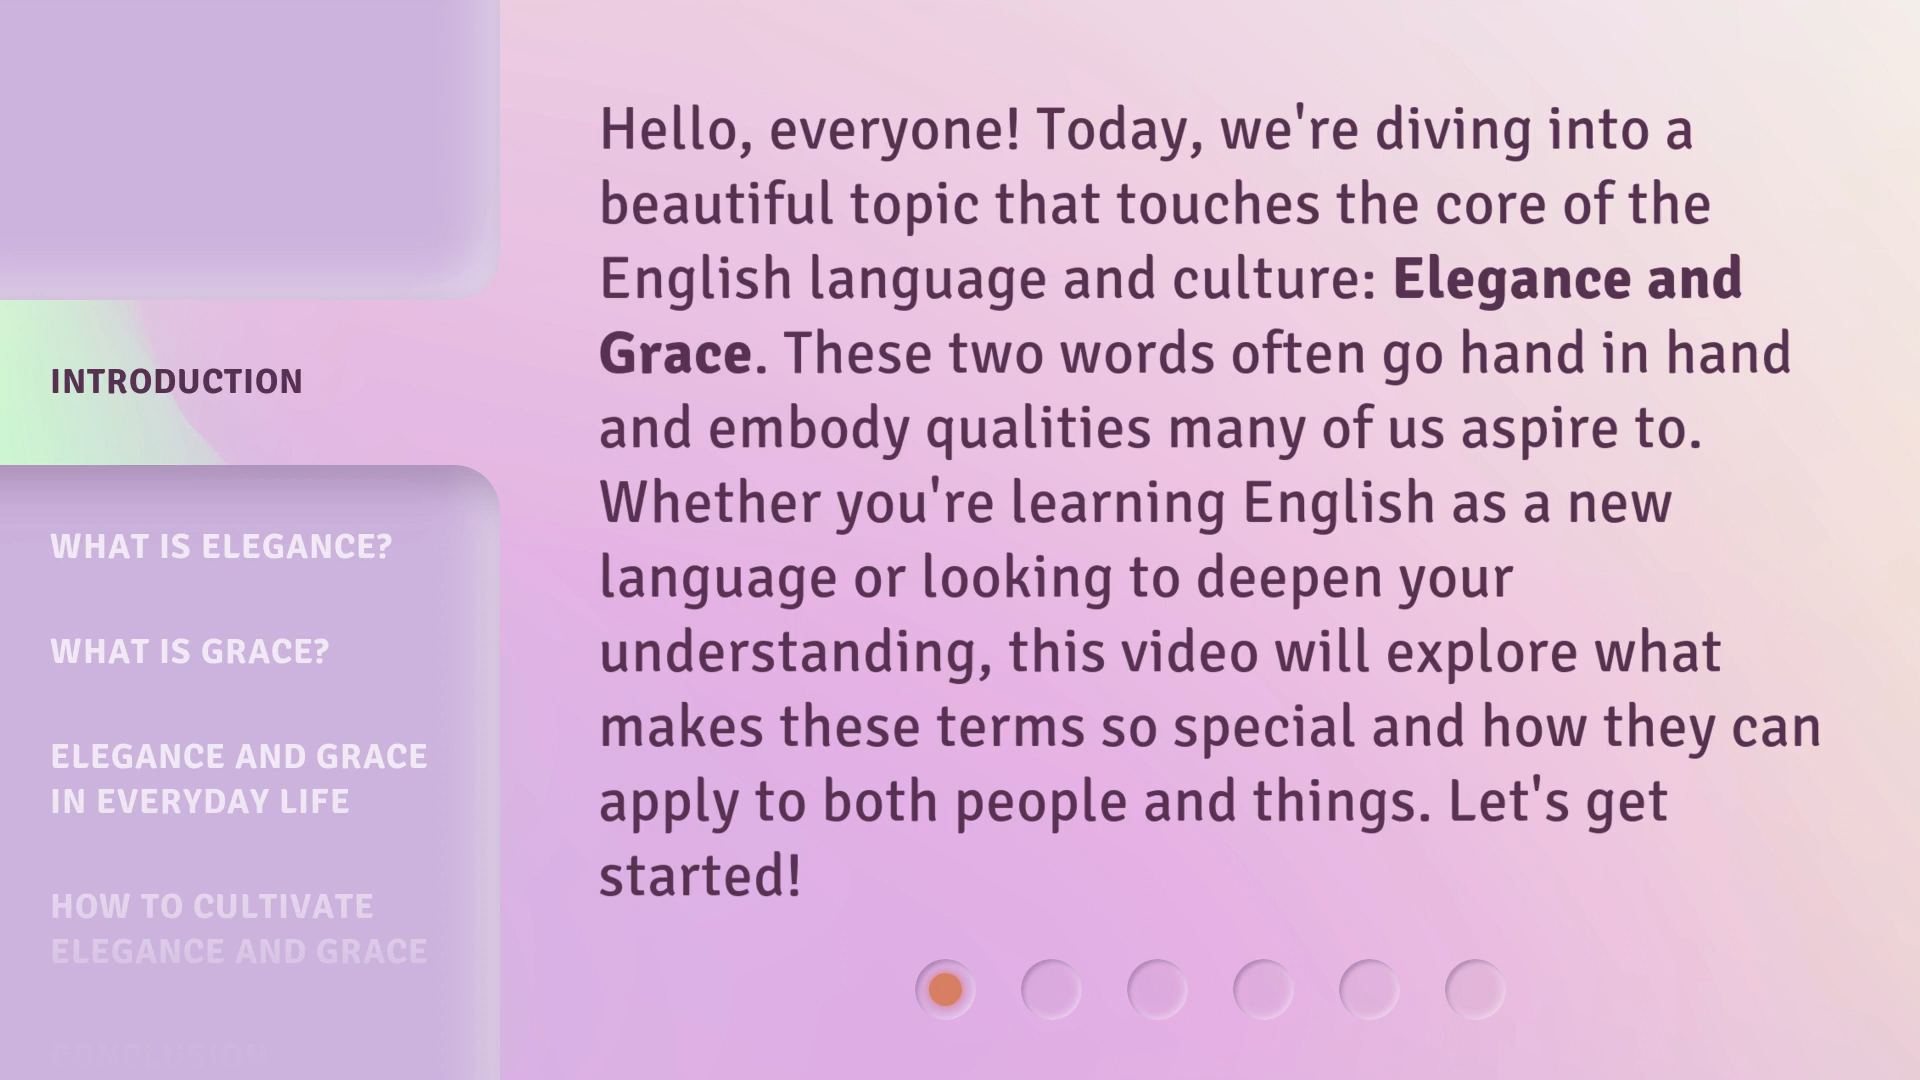 INTRODUCTION
WHAT IS ELEGANCE?
WHAT IS GRACE?
ELEGANCE AND GRACE
IN EVERYDAY LIFE
HOW TO CULTIVATE
ELEGANCE AND GRACE
CONCLUSION
Hello, everyone! Today, we're diving into a
beautiful topic that touches the core of the
English language and culture: Elegance and
Grace. These two words often go hand in hand
and embody qualities many of us aspire to.
Whether you're learning English as a new
language or looking to deepen your
understanding, this video will explore what
makes these terms so special and how they can
apply to both people and things. Let's get
started!